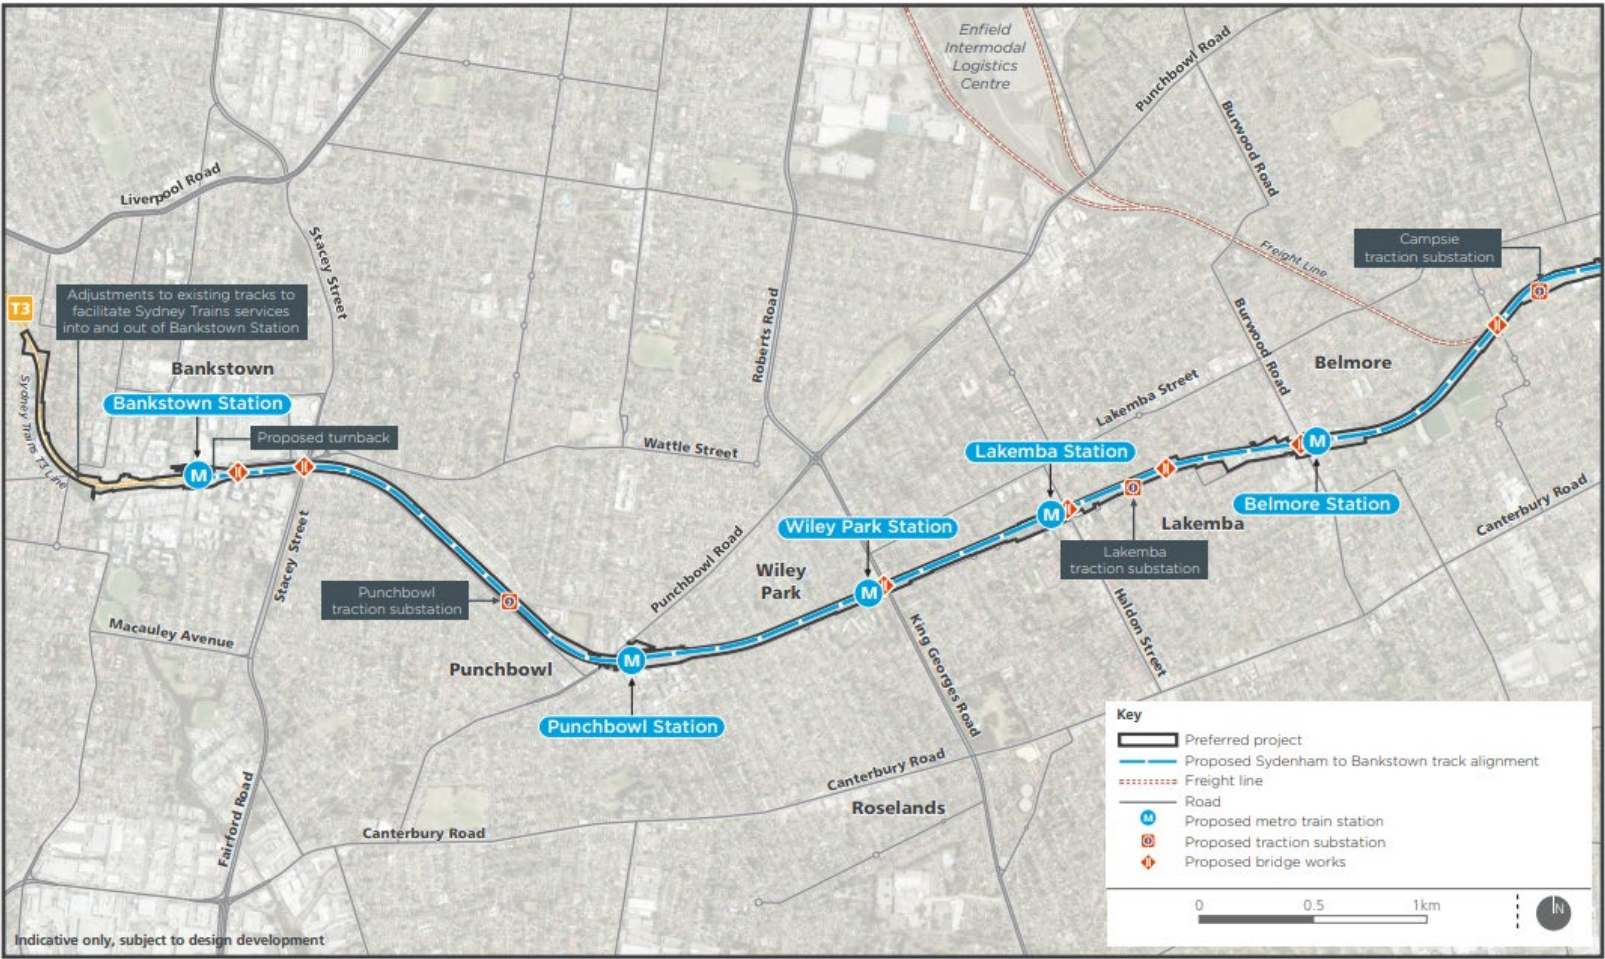 Enfield
Intermodal
Logistics
Centre
Punchbowl Road
Burwood Road
Liverpool Road
Stacey Street
Freight Line
Campsie
traction substation
T3
Adjustments to existing tracks to
facilitate Sydney Trains services
into and out of Bankstown Station
Roberts Road
Burwood Road
Belmore
Bankstown
Sydney Trains T3 Line
Bankstown Station
Lakemba Street
Proposed turnback
Wattle Street
Lakemba Station
M
M
Belmore Station
Canterbury Road
M
Lakemba
Wiley Park Station
Stacey Street
Punchbowl Road
Lakemba
traction substation
Wiley
Park
M
Punchbowl
traction substation
Haldon Street
King Georges Road
Macauley Avenue
Punchbowl
M
Punchbowl Station
Canterbury Road
Roselands
Fairford Road
Canterbury Road
Key
Preferred project
Proposed Sydenham to Bankstown track alignment
Freight line
Road
M Proposed metro train station
Proposed traction substation
Proposed bridge works
0 0.5 1km
N
Indicative only, subject to design development